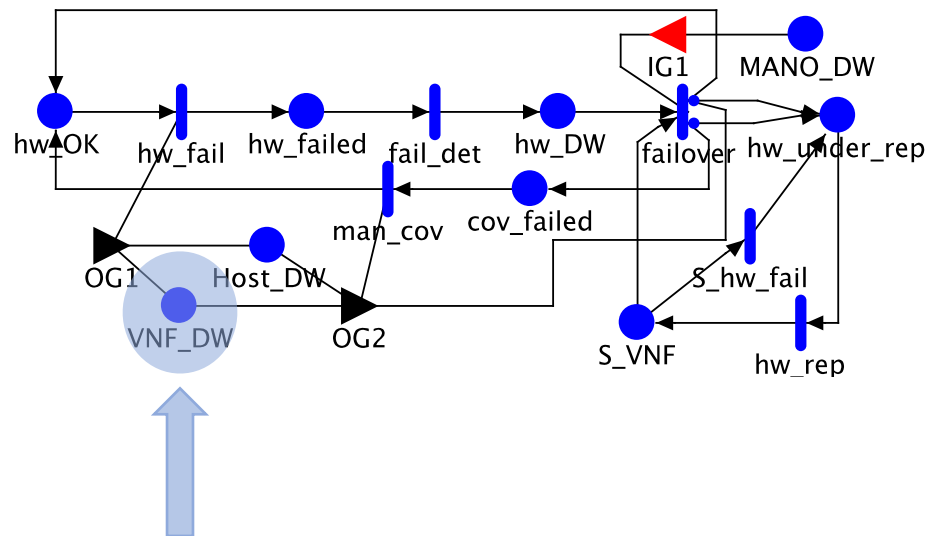 IG1
MANO_DW
hw_OK
hw_fail
hw_failed
fail_det
hw_DW
failover
hw_under_rep
man_cov
cov_failed
OG1
Host_DW
S_hw_fail
VNF_DW
OG2
S_VNF
hw_rep